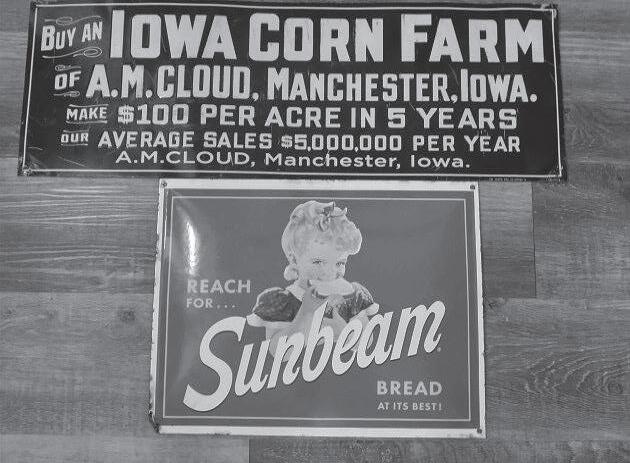 BUY AN IOWA CORN FARM
OF A.M.CLOUD, MANCHESTER, IOWA.
MAKE $100 PER ACRE IN 5 YEARS
OUR AVERAGE SALES $5,000,000 PER YEAR
A.M.CLOUD, Manchester, Iowa.
REACH
FOR...
Sunbeam
BREAD
AT ITS BEST!